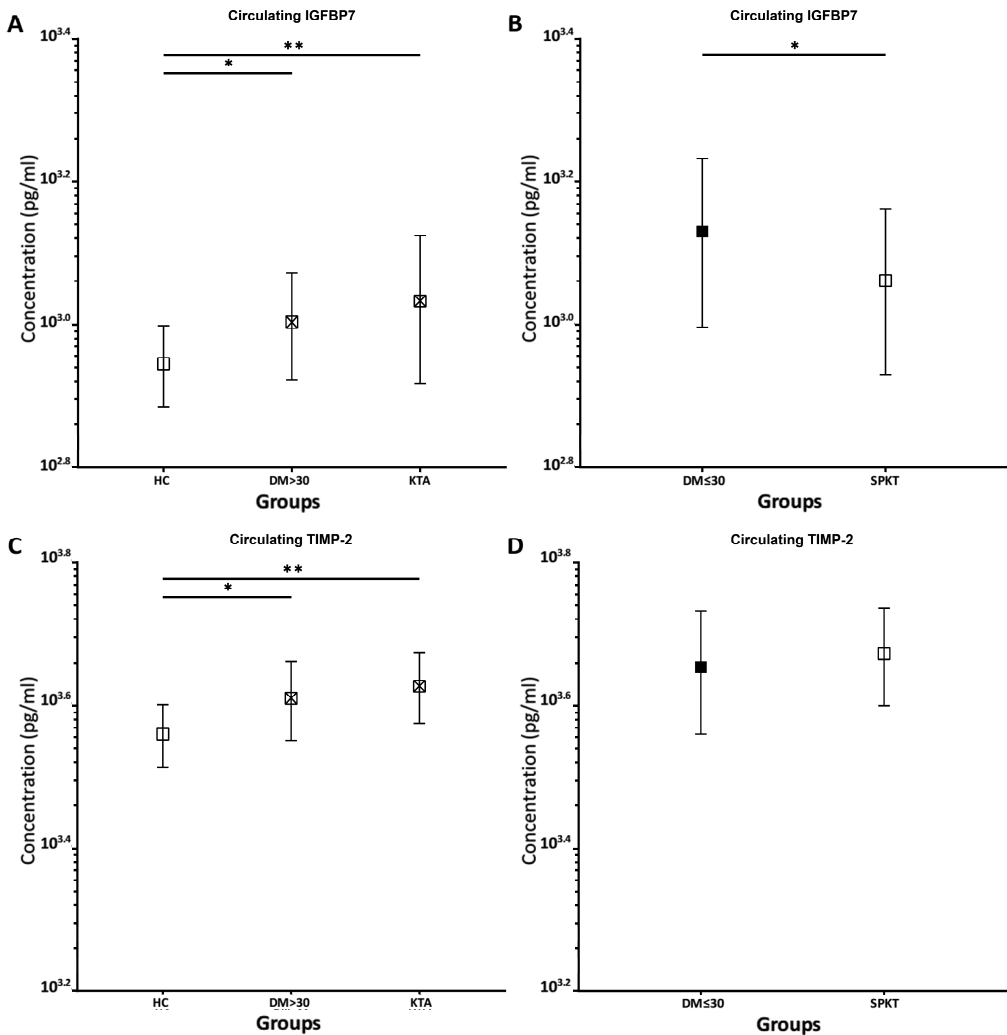 A
Circulating IGFBP7
10^3.4
10^3.2
10^3.0
10^2.8
Concentration (pg/ml)
**
*
HC DM>30 KTA
Groups
B
Circulating IGFBP7
10^3.4
10^3.2
10^3.0
10^2.8
Concentration (pg/ml)
*
DM≤30 SPKT
Groups
C
Circulating TIMP-2
10^3.8
10^3.6
10^3.4
10^3.2
Concentration (pg/ml)
**
*
HC DM>30 KTA
Groups
D
Circulating TIMP-2
10^3.8
10^3.6
10^3.4
10^3.2
Concentration (pg/ml)
DM≤30 SPKT
Groups